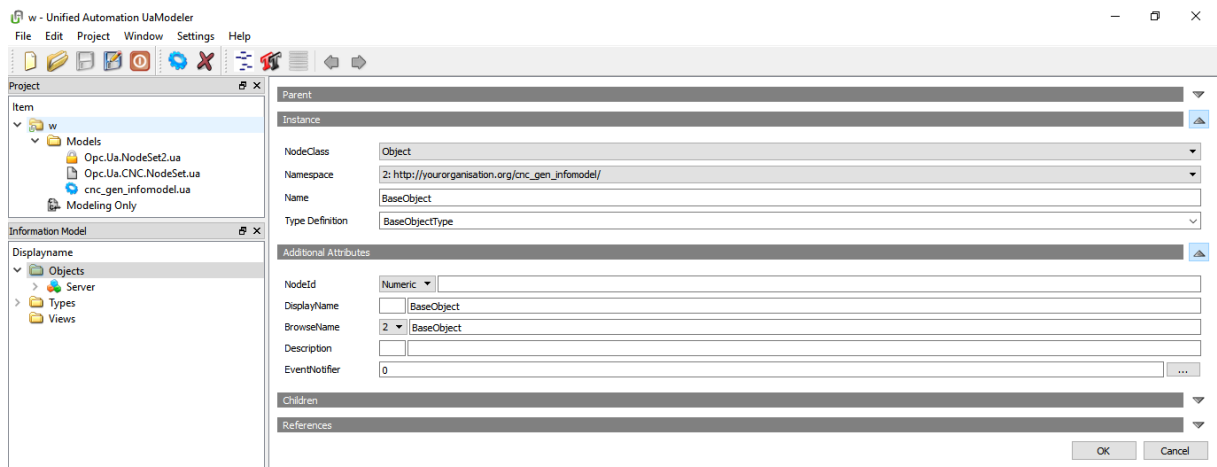 w - Unified Automation UaModeler
File Edit Project Window Settings Help
Project
Item
w
Models
Opc.Ua.NodeSet2.ua
Opc.Ua.CNC.NodeSet.ua
cnc_gen_infomodel.ua
Modeling Only
Information Model
Displayname
Objects
Server
Types
Views
Parent
Instance
NodeClass Object
Namespace 2: http://yourorganisation.org/cnc_gen_infomodel/
Name BaseObject
Type Definition BaseObjectType
Additional Attributes
NodeId Numeric
DisplayName BaseObject
BrowseName 2 BaseObject
Description
EventNotifier 0 ...
Children
References
OK Cancel